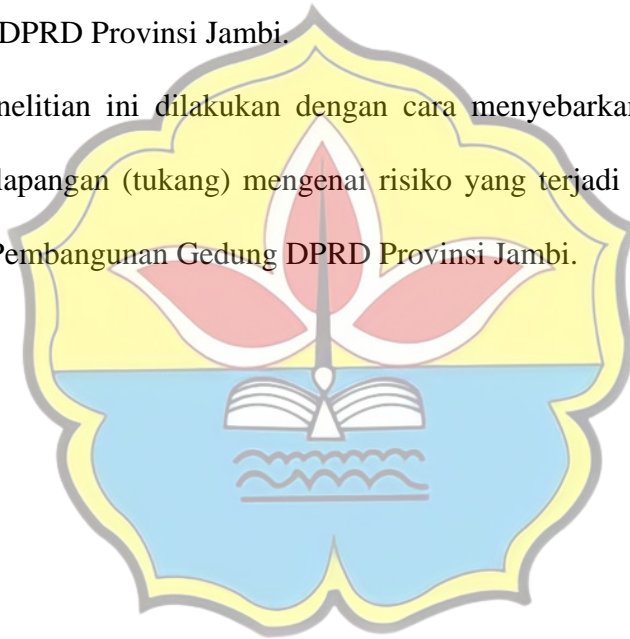 DPRD Provinsi Jambi.
nelitian ini dilakukan dengan cara menyebarkan
lapangan (tukang) mengenai risiko yang terjadi
Pembangunan Gedung DPRD Provinsi Jambi.